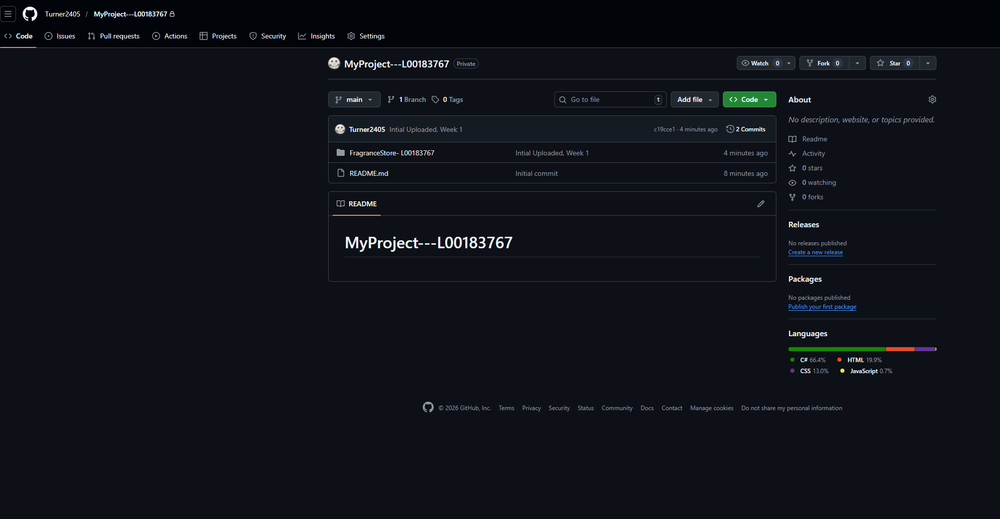 Turner2405 / MyProject---L00183767
Code Issues Pull requests Actions Projects Security Insights Settings
MyProject---L00183767 Private
Watch 0 Fork 0 Star 0
main 1 Branch 0 Tags Go to file t Add file Code
Turner2405 Intial Uploaded, Week 1 c19cce1 · 4 minutes ago 2 Commits
FragranceStore- L00183767 Intial Uploaded, Week 1 4 minutes ago
README.md Initial commit 8 minutes ago
README
MyProject---L00183767
About
No description, website, or topics provided.
Readme
Activity
0 stars
0 watching
0 forks
Releases
No releases published
Create a new release
Packages
No packages published
Publish your first package
Languages
C# 66.4% HTML 19.9%
CSS 13.0% JavaScript 0.7%
© 2026 GitHub, Inc. Terms Privacy Security Status Community Docs Contact Manage cookies Do not share my personal information